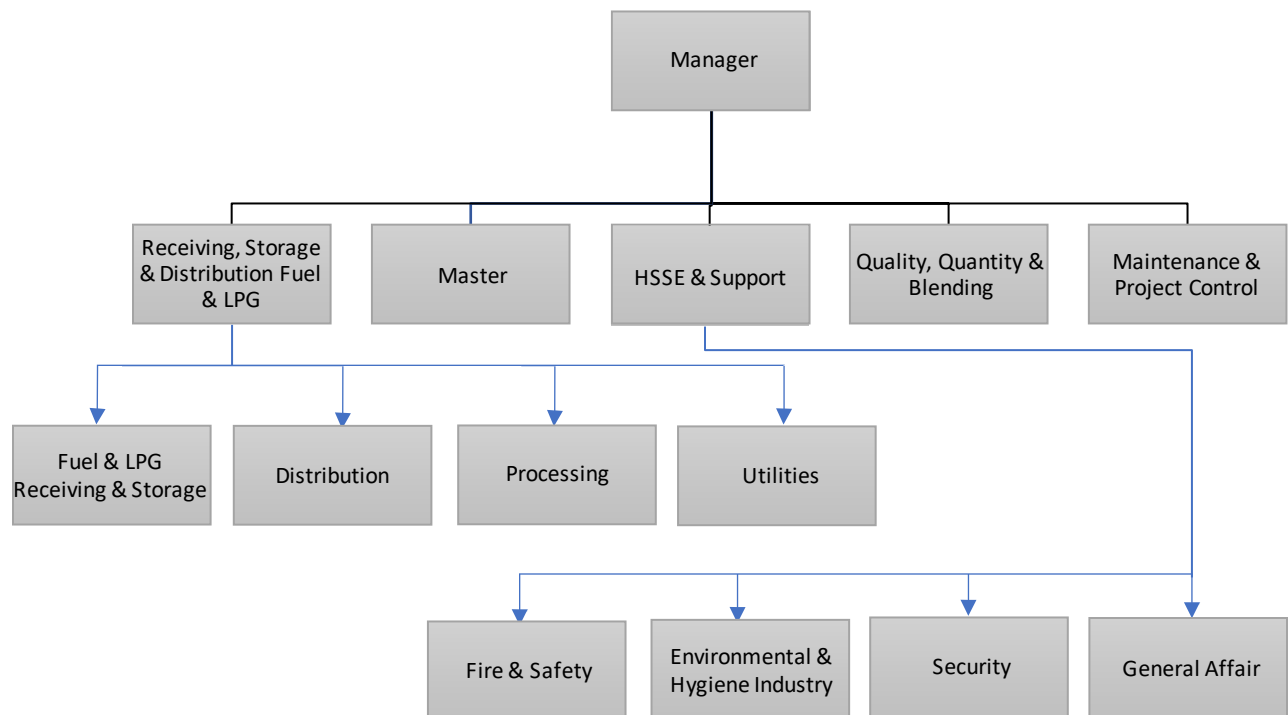 Manager
Receiving, Storage
& Distribution Fuel
& LPG
Master
HSSE & Support
Quality, Quantity &
Blending
Maintenance &
Project Control
Fuel & LPG
Receiving & Storage
Distribution
Processing
Utilities
Fire & Safety
Environmental &
Hygiene Industry
Security
General Affair